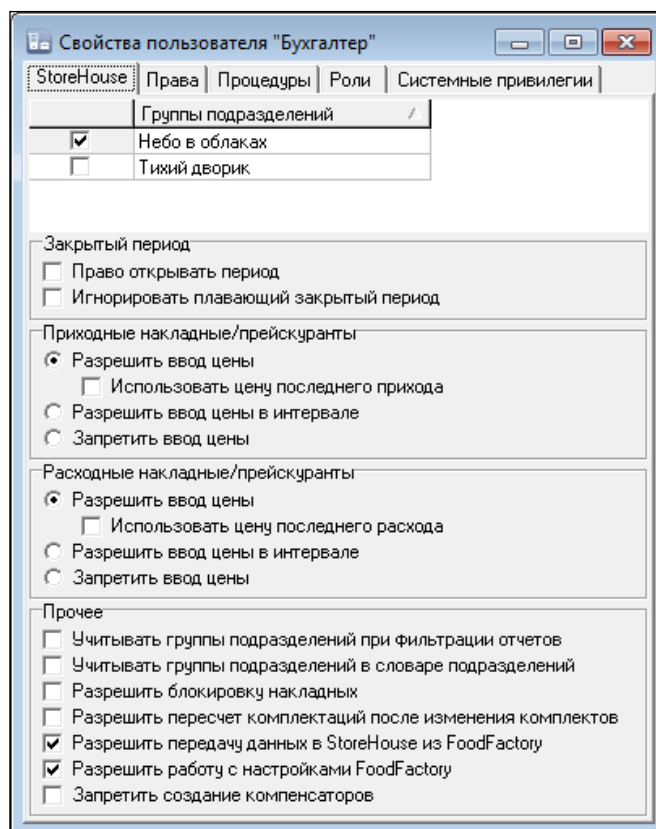 Свойства пользователя "Бухгалтер"
StoreHouse Права Процедуры Роли Системные привилегии
Группы подразделений
Небо в облаках
Тихий дворик
Закрытый период
Право открывать период
Игнорировать плавающий закрытый период
Приходные накладные/прейскуранты
Разрешить ввод цены
Использовать цену последнего прихода
Разрешить ввод цены в интервале
Запретить ввод цены
Расходные накладные/прейскуранты
Разрешить ввод цены
Использовать цену последнего расхода
Разрешить ввод цены в интервале
Запретить ввод цены
Прочее
Учитывать группы подразделений при фильтрации отчетов
Учитывать группы подразделений в словаре подразделений
Разрешить блокировку накладных
Разрешить пересчет комплектаций после изменения комплектов
Разрешить передачу данных в StoreHouse из FoodFactory
Разрешить работу с настройками FoodFactory
Запретить создание компенсаторов